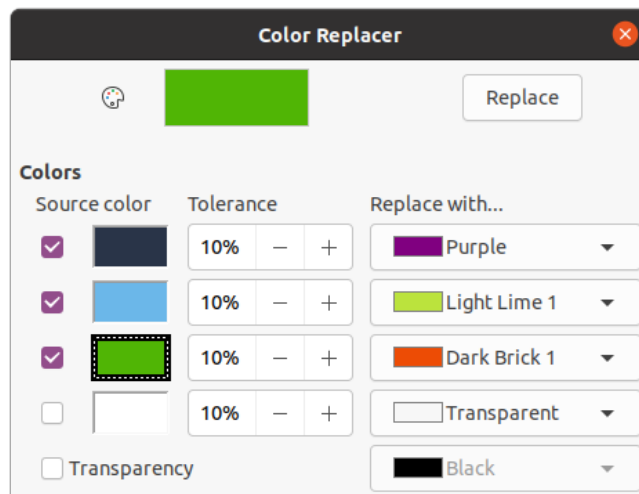 Color Replacer
Replace
Colors
Source color Tolerance Replace with...
10% − + Purple
10% − + Light Lime 1
10% − + Dark Brick 1
10% − + Transparent
Transparency Black